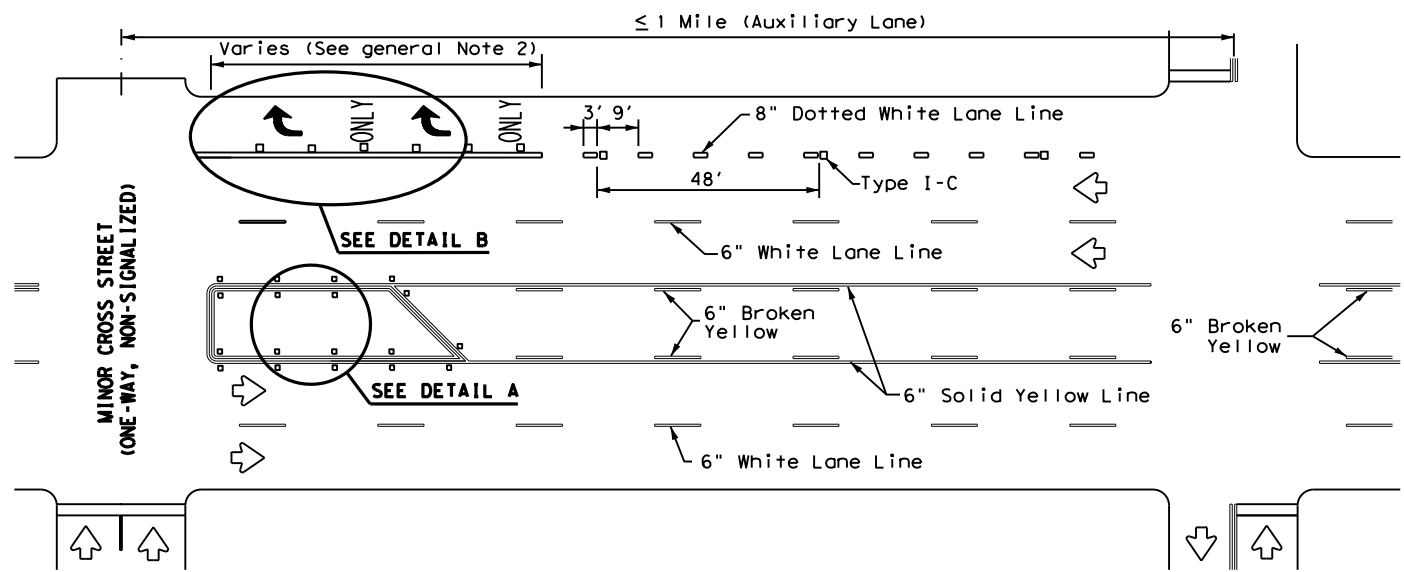 ≤ 1 Mile (Auxiliary Lane)
Varies (See general Note 2)
ONLY
ONLY
3' 9'
8" Dotted White Lane Line
48'
Type I-C
SEE DETAIL B
6" White Lane Line
MINOR CROSS STREET
(ONE-WAY, NON-SIGNALIZED)
6" Broken
Yellow
6" Broken
Yellow
SEE DETAIL A
6" Solid Yellow Line
6" White Lane Line